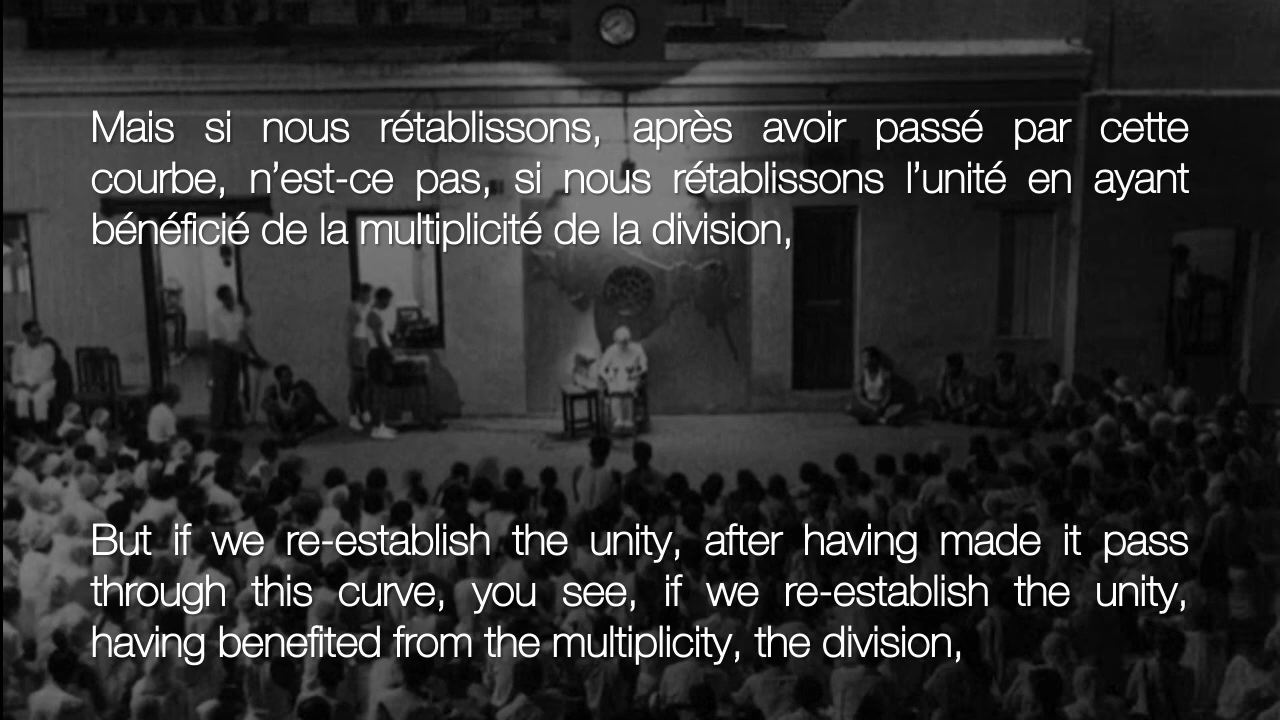 Mais si nous rétablissons, après avoir passé par cette
courbe, n’est-ce pas, si nous rétablissons l’unité en ayant
bénéficié de la multiplicité de la division,
But if we re-establish the unity, after having made it pass
through this curve, you see, if we re-establish the unity,
having benefited from the multiplicity, the division,